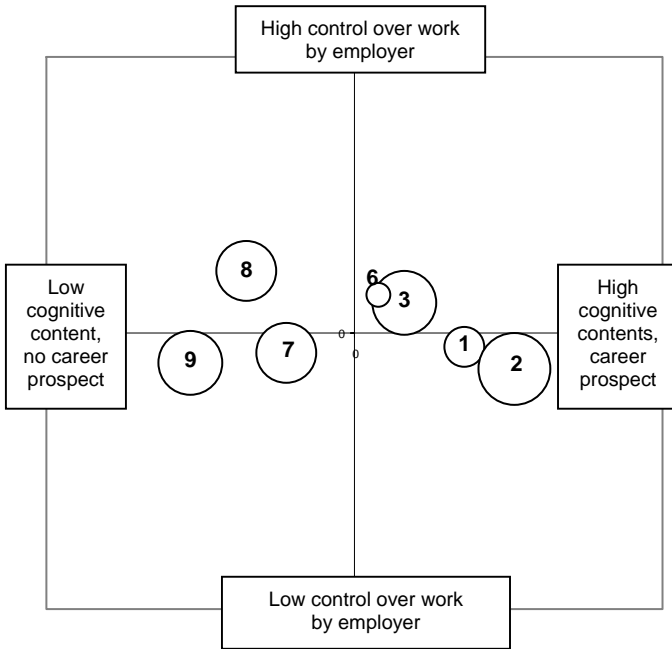 High control over work
by employer
8
6
3
Low
cognitive
content,
no career
prospect
High
cognitive
contents,
career
prospect
0
0
9
7
1
2
Low control over work
by employer